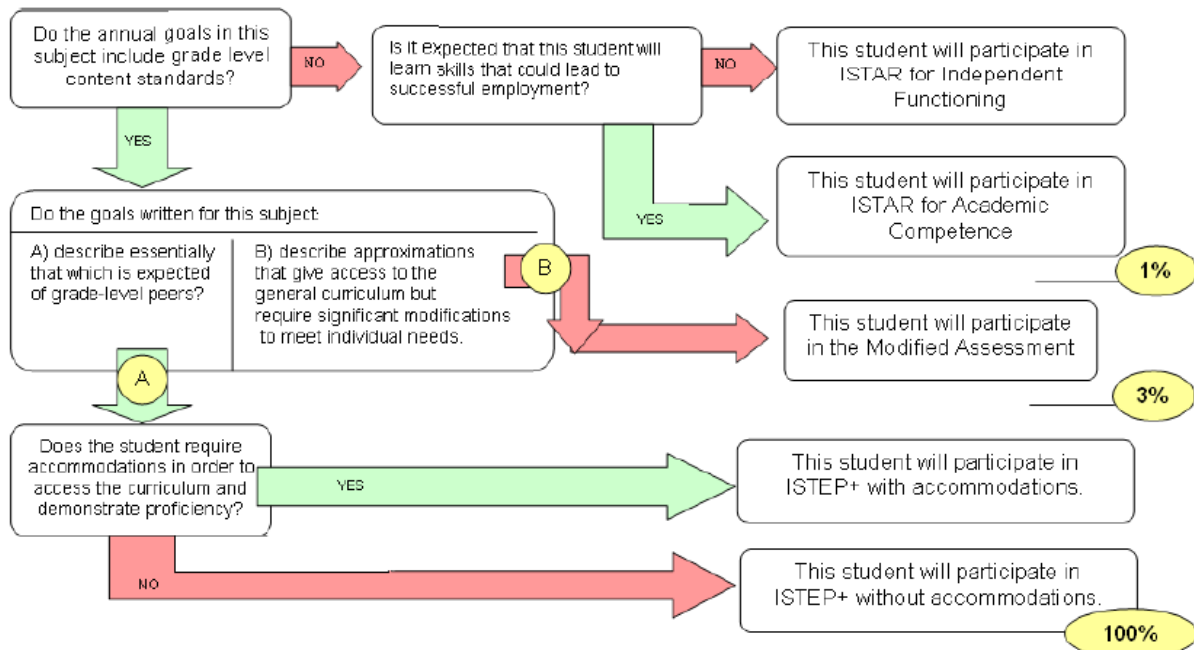 Do the annual goals in this
subject include grade level
content standards?
NO
Is it expected that this student will
learn skills that could lead to
successful employment?
NO
This student will participate in
ISTAR for Independent
Functioning
YES
YES
This student will participate in
ISTAR for Academic
Competence
1%
Do the goals written for this subject:
A) describe essentially
that which is expected
of grade-level peers?
B) describe approximations
that give access to the
general curriculum but
require significant modifications
to meet individual needs.
B
This student will participate
in the Modified Assessment
3%
A
Does the student require
accommodations in order to
access the curriculum and
demonstrate proficiency?
YES
This student will participate in
ISTEP+ with accommodations.
NO
This student will participate in
ISTEP+ without accommodations.
100%